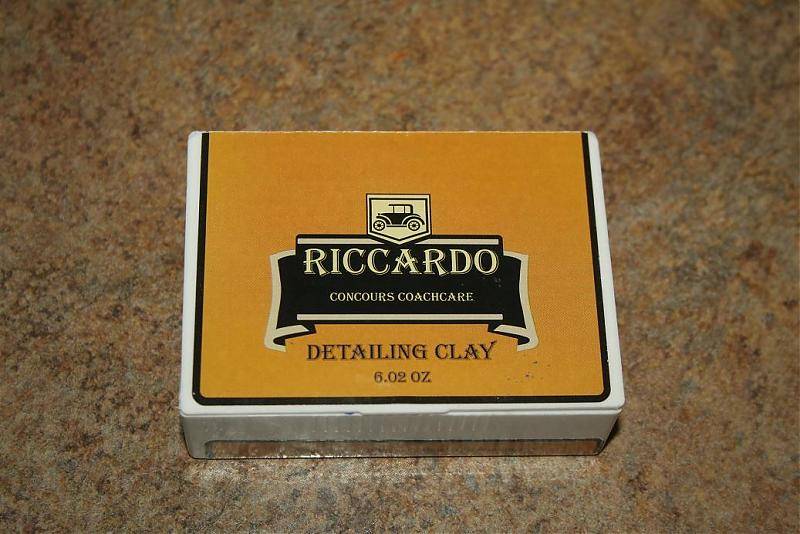 RICCARDO
CONCOURS COACHCARE
DETAILING CLAY
6.02 OZ